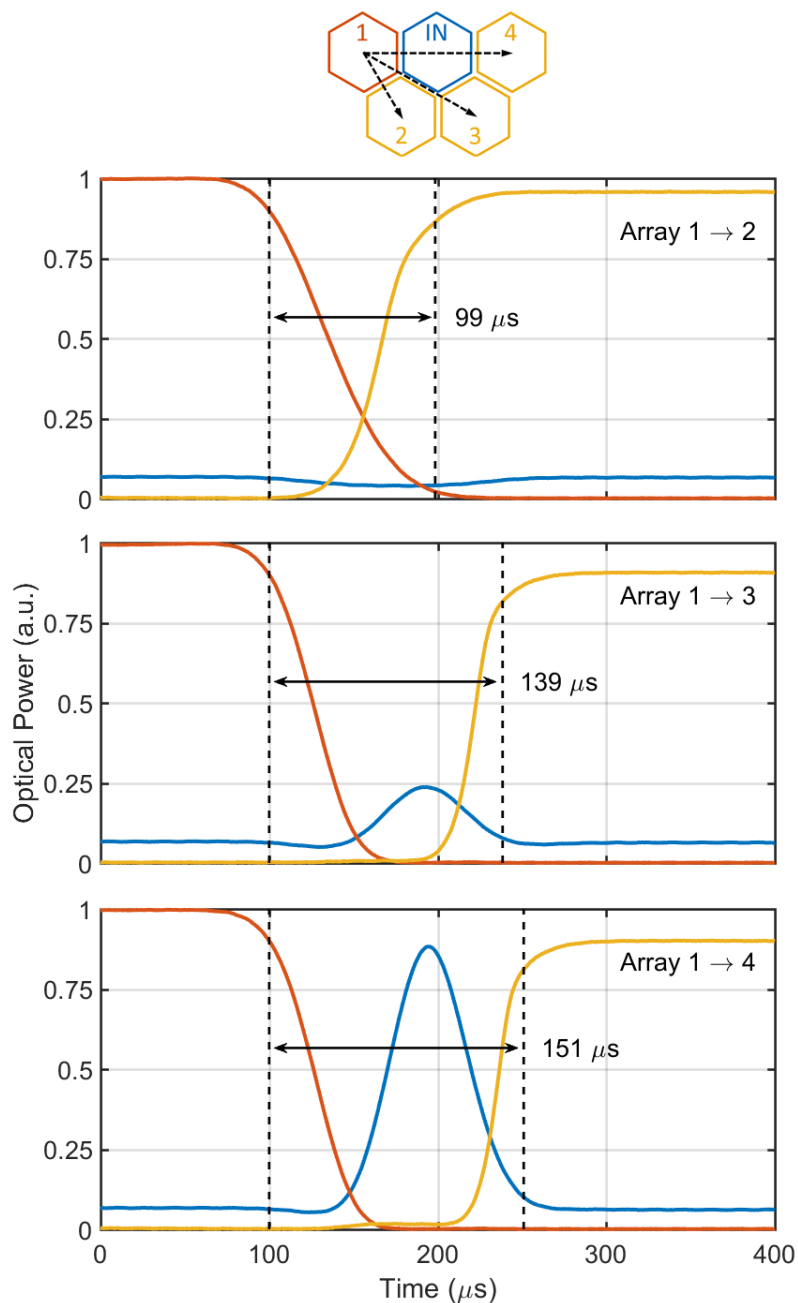 1 IN 4
2 3
1
0.75
0.5
0.25
0
Array 1 → 2
99 μs
1
0.75
0.5
0.25
0
Array 1 → 3
139 μs
Optical Power (a.u.)
1
0.75
0.5
0.25
0
Array 1 → 4
151 μs
0 100 200 300 400
Time (μs)